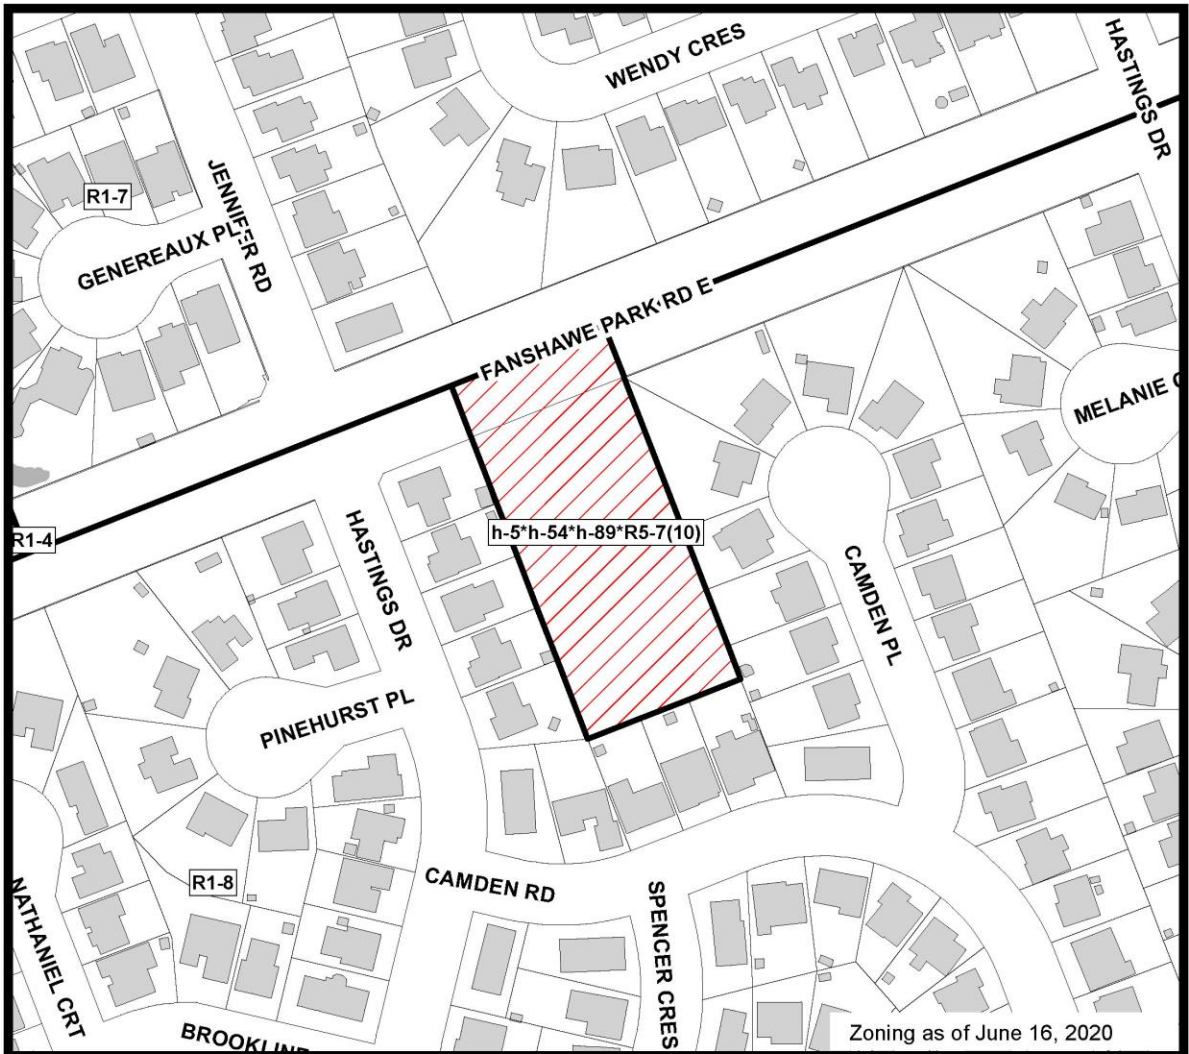 WENDY CRES
HASTINGS DR
R1-7
JENNIFER RD
GENEREAUX PL
FANSHAWE PARK RD E
MELANIE
R1-4
h-5*h-54*h-89*R5-7(10)
HASTINGS DR
CAMDEN PL
PINEHURST PL
R1-8
CAMDEN RD
SPENCER CRES
NATHANIEL CRT
BROOKLINE
Zoning as of June 16, 2020